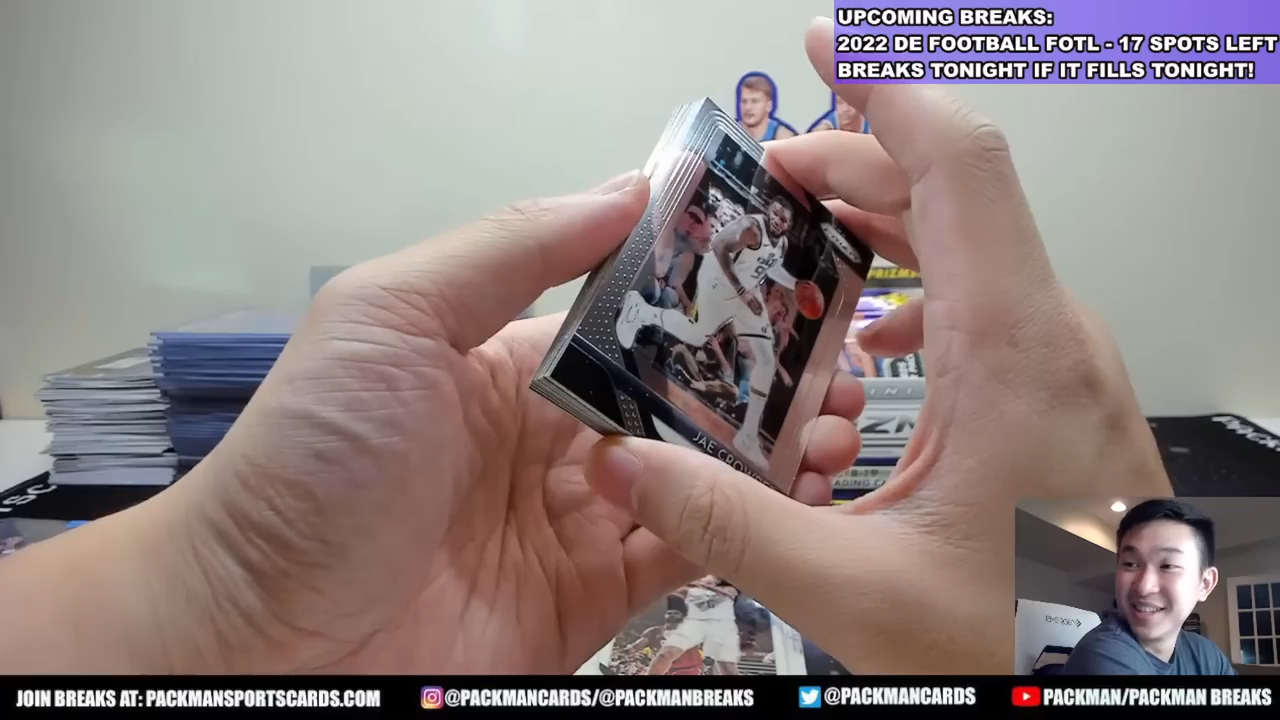 UPCOMING BREAKS:
2022 DE FOOTBALL FOTL - 17 SPOTS LEFT
BREAKS TONIGHT IF IT FILLS TONIGHT!
PRIZM
JAE CROWDER
JOIN BREAKS AT: PACKMANSPORTSCARDS.COM
@PACKMANCARDS/@PACKMANBREAKS
@PACKMANCARDS
PACKMAN/PACKMAN BREAKS